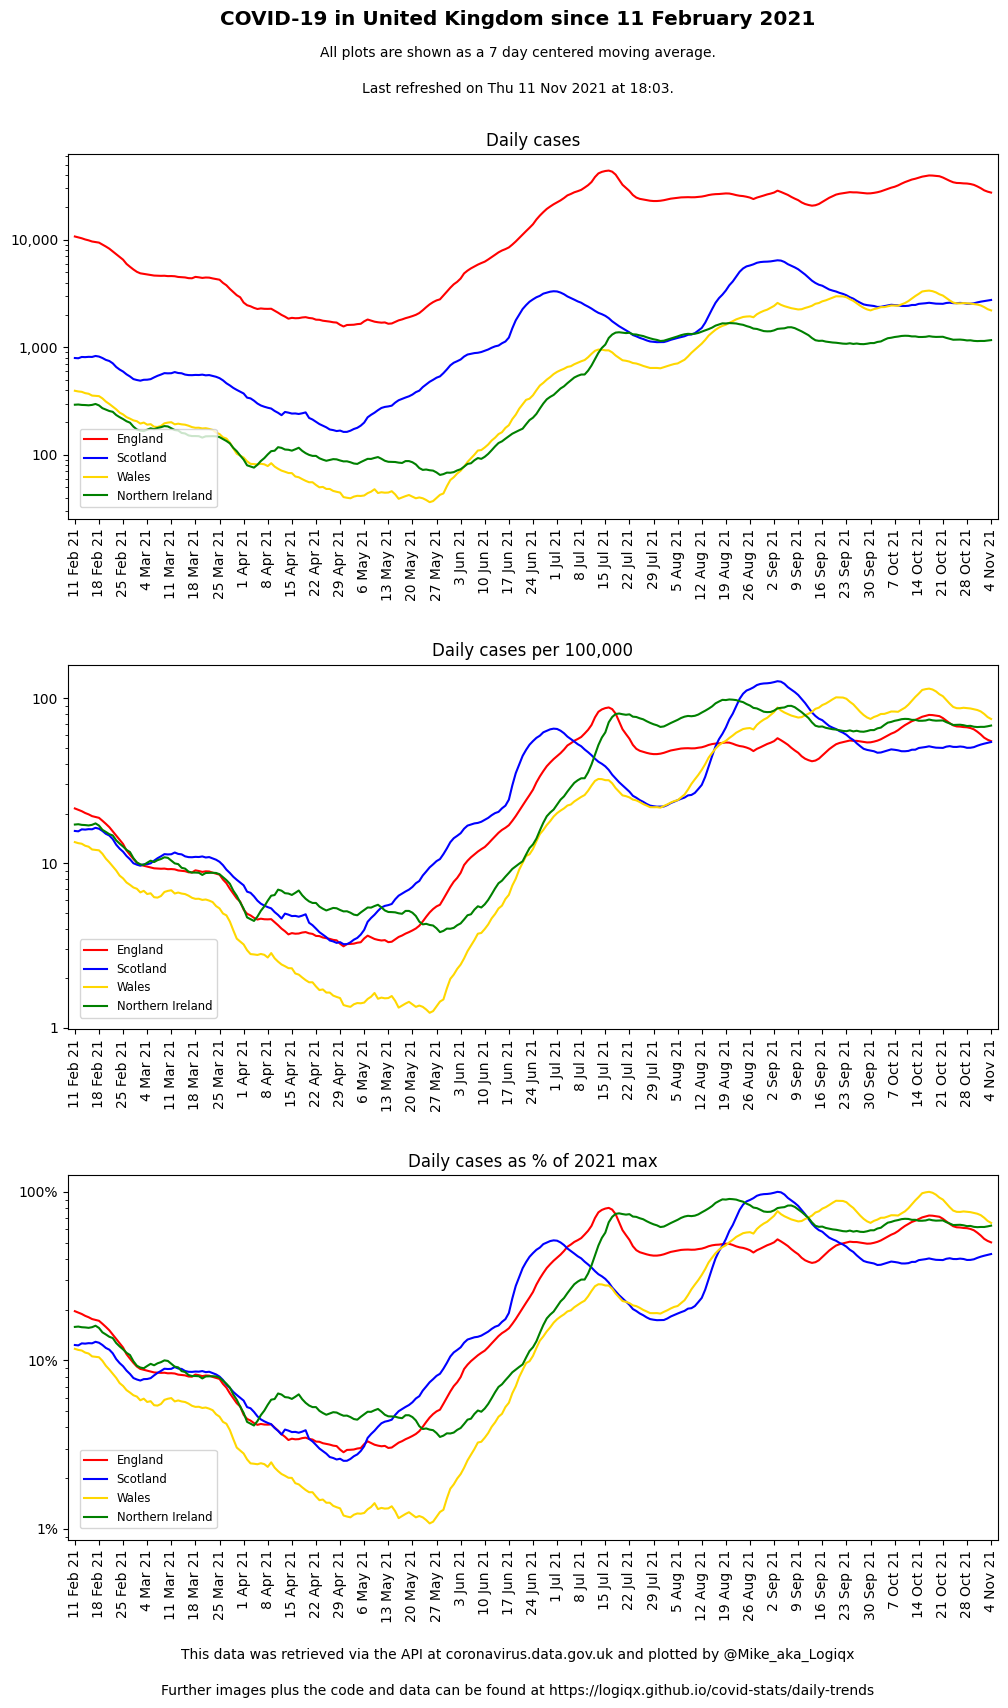 COVID-19 in United Kingdom since 11 February 2021
All plots are shown as a 7 day centered moving average.
Last refreshed on Thu 11 Nov 2021 at 18:03.
Daily cases
10,000
1,000
100
England
Scotland
Wales
Northern Ireland
11 Feb 21
18 Feb 21
25 Feb 21
4 Mar 21
11 Mar 21
18 Mar 21
25 Mar 21
1 Apr 21
8 Apr 21
15 Apr 21
22 Apr 21
29 Apr 21
6 May 21
13 May 21
20 May 21
27 May 21
3 Jun 21
10 Jun 21
17 Jun 21
24 Jun 21
1 Jul 21
8 Jul 21
15 Jul 21
22 Jul 21
29 Jul 21
5 Aug 21
12 Aug 21
19 Aug 21
26 Aug 21
2 Sep 21
9 Sep 21
16 Sep 21
23 Sep 21
30 Sep 21
7 Oct 21
14 Oct 21
21 Oct 21
28 Oct 21
4 Nov 21
Daily cases per 100,000
100
10
1
England
Scotland
Wales
Northern Ireland
11 Feb 21
18 Feb 21
25 Feb 21
4 Mar 21
11 Mar 21
18 Mar 21
25 Mar 21
1 Apr 21
8 Apr 21
15 Apr 21
22 Apr 21
29 Apr 21
6 May 21
13 May 21
20 May 21
27 May 21
3 Jun 21
10 Jun 21
17 Jun 21
24 Jun 21
1 Jul 21
8 Jul 21
15 Jul 21
22 Jul 21
29 Jul 21
5 Aug 21
12 Aug 21
19 Aug 21
26 Aug 21
2 Sep 21
9 Sep 21
16 Sep 21
23 Sep 21
30 Sep 21
7 Oct 21
14 Oct 21
21 Oct 21
28 Oct 21
4 Nov 21
Daily cases as % of 2021 max
100%
10%
1%
England
Scotland
Wales
Northern Ireland
11 Feb 21
18 Feb 21
25 Feb 21
4 Mar 21
11 Mar 21
18 Mar 21
25 Mar 21
1 Apr 21
8 Apr 21
15 Apr 21
22 Apr 21
29 Apr 21
6 May 21
13 May 21
20 May 21
27 May 21
3 Jun 21
10 Jun 21
17 Jun 21
24 Jun 21
1 Jul 21
8 Jul 21
15 Jul 21
22 Jul 21
29 Jul 21
5 Aug 21
12 Aug 21
19 Aug 21
26 Aug 21
2 Sep 21
9 Sep 21
16 Sep 21
23 Sep 21
30 Sep 21
7 Oct 21
14 Oct 21
21 Oct 21
28 Oct 21
4 Nov 21
This data was retrieved via the API at coronavirus.data.gov.uk and plotted by @Mike_aka_Logiqx
Further images plus the code and data can be found at https://logiqx.github.io/covid-stats/daily-trends